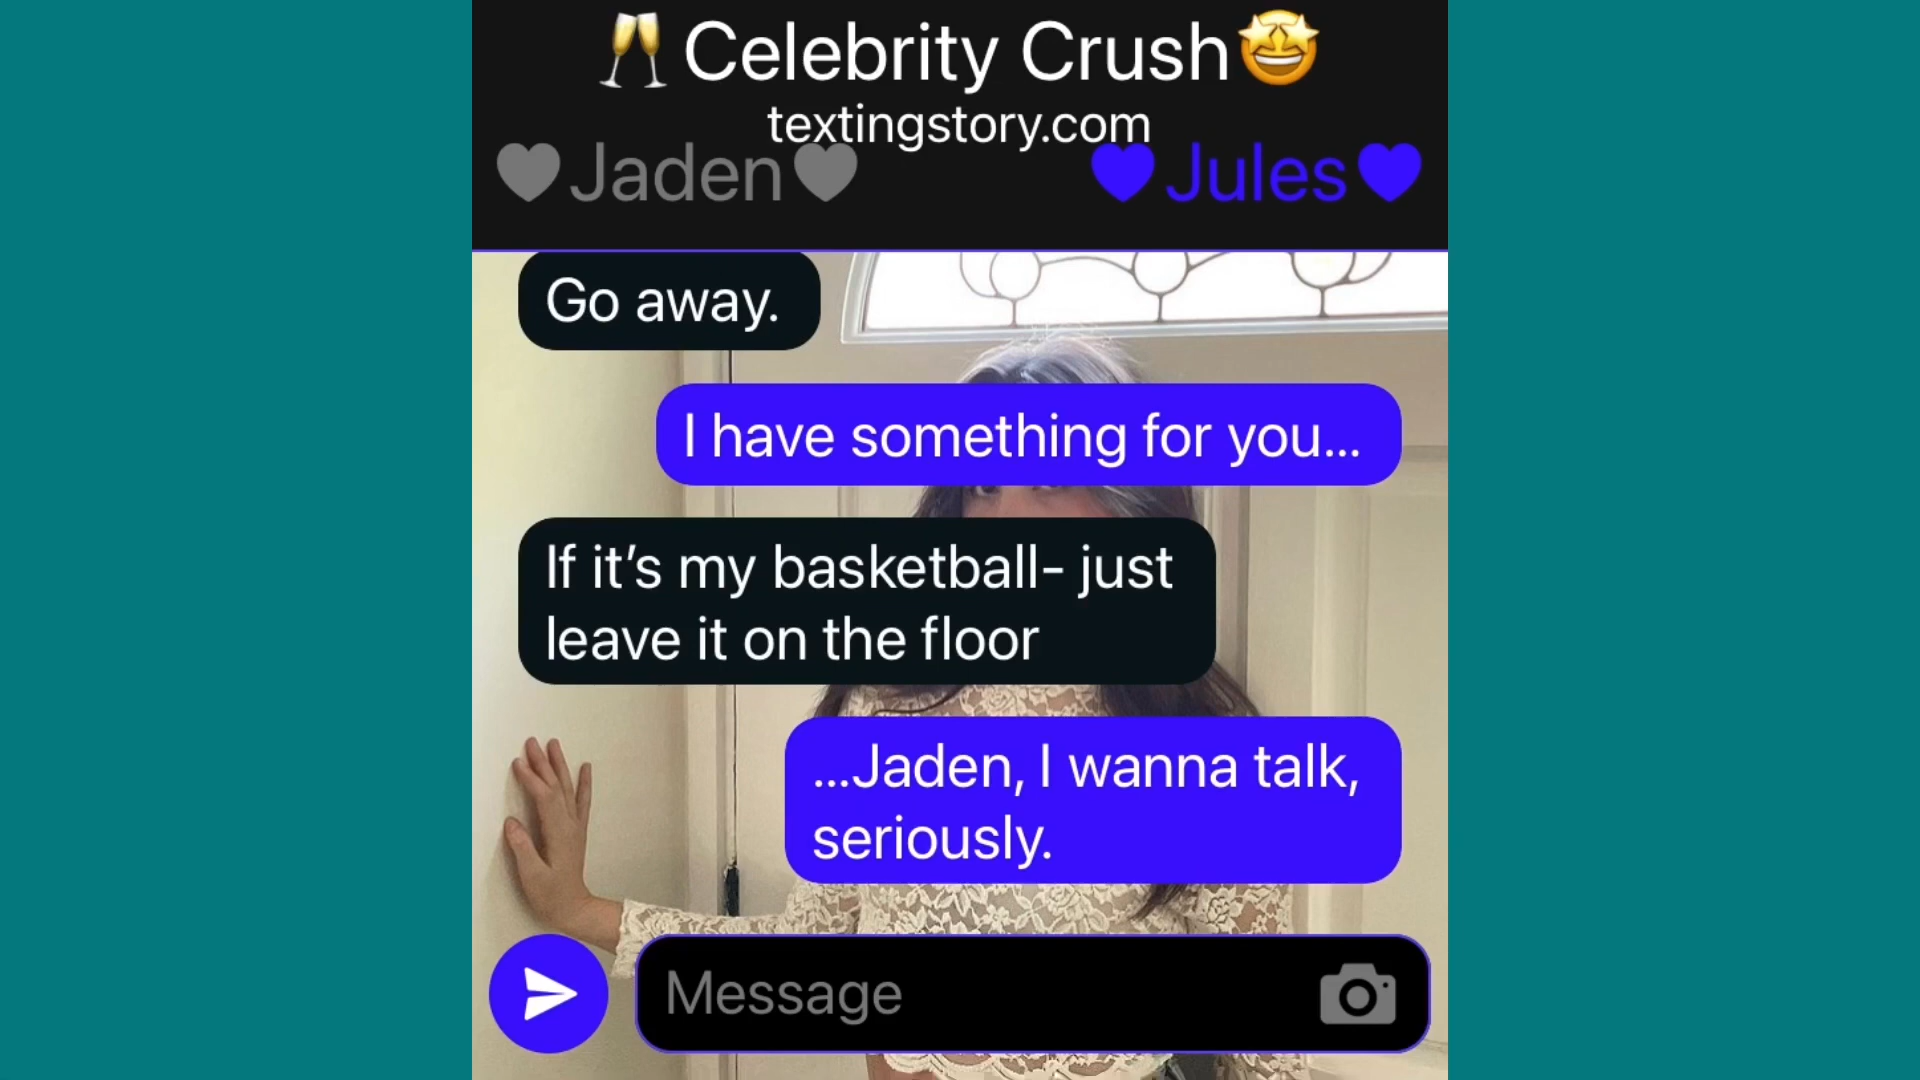 🥂Celebrity Crush🤩
textingstory.com
🩶Jaden🩶
💙Jules💙
Go away.
I have something for you...
If it’s my basketball- just
leave it on the floor
...Jaden, I wanna talk,
seriously.
Message